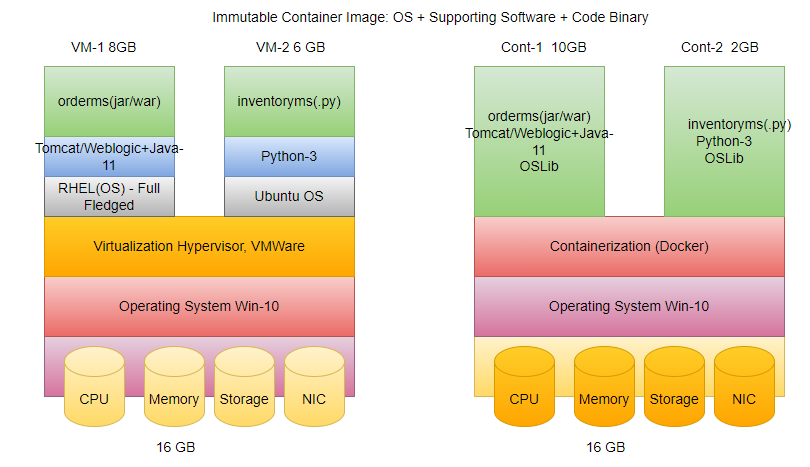 Immutable Container Image: OS + Supporting Software + Code Binary
VM-1 8GB
VM-2 6 GB
orderms(jar/war)
inventoryms(.py)
Tomcat/Weblogic+Java-
11
Python-3
RHEL(OS) - Full
Fledged
Ubuntu OS
Virtualization Hypervisor, VMWare
Operating System Win-10
CPU
Memory
Storage
NIC
16 GB
Cont-1 10GB
Cont-2 2GB
orderms(jar/war)
Tomcat/Weblogic+Java-
11
OSLib
inventoryms(.py)
Python-3
OSLib
Containerization (Docker)
Operating System Win-10
CPU
Memory
Storage
NIC
16 GB